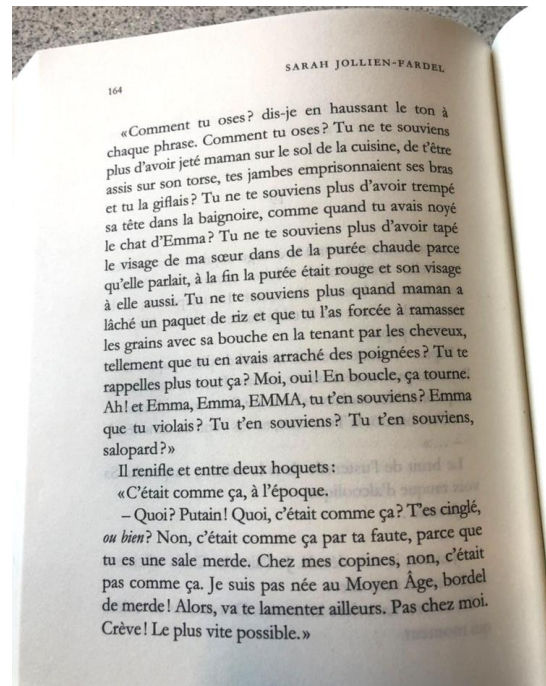 SARAH JOLLIEN-FARDEL
164
«Comment tu oses? dis-je en haussant le ton à
chaque phrase. Comment tu oses? Tu ne te souviens
plus d'avoir jeté maman sur le sol de la cuisine, de t'être
assis sur son torse, tes jambes emprisonnaient ses bras
et tu la giflais? Tu ne te souviens plus d'avoir trempé
sa tête dans la baignoire, comme quand tu avais noyé
le chat d'Emma? Tu ne te souviens plus d'avoir tapé
le visage de ma sœur dans de la purée chaude parce
qu'elle parlait, à la fin la purée était rouge et son visage
à elle aussi. Tu ne te souviens plus quand maman a
lâché un paquet de riz et que tu l'as forcée à ramasser
les grains avec sa bouche en la tenant par les cheveux,
tellement que tu en avais arraché des poignées? Tu te
rappelles plus tout ça? Moi, oui! En boucle, ça tourne.
Ah! et Emma, Emma, EMMA, tu t'en souviens? Emma
que tu violais? Tu t'en souviens? Tu t'en souviens,
salopard?»
Il renifle et entre deux hoquets:
«C'était comme ça, à l'époque.
– Quoi? Putain! Quoi, c'était comme ça? T'es cinglé,
ou bien? Non, c'était comme ça par ta faute, parce que
tu es une sale merde. Chez mes copines, non, c'était
pas comme ça. Je suis pas née au Moyen Âge, bordel
de merde! Alors, va te lamenter ailleurs. Pas chez moi.
Crève! Le plus vite possible.»